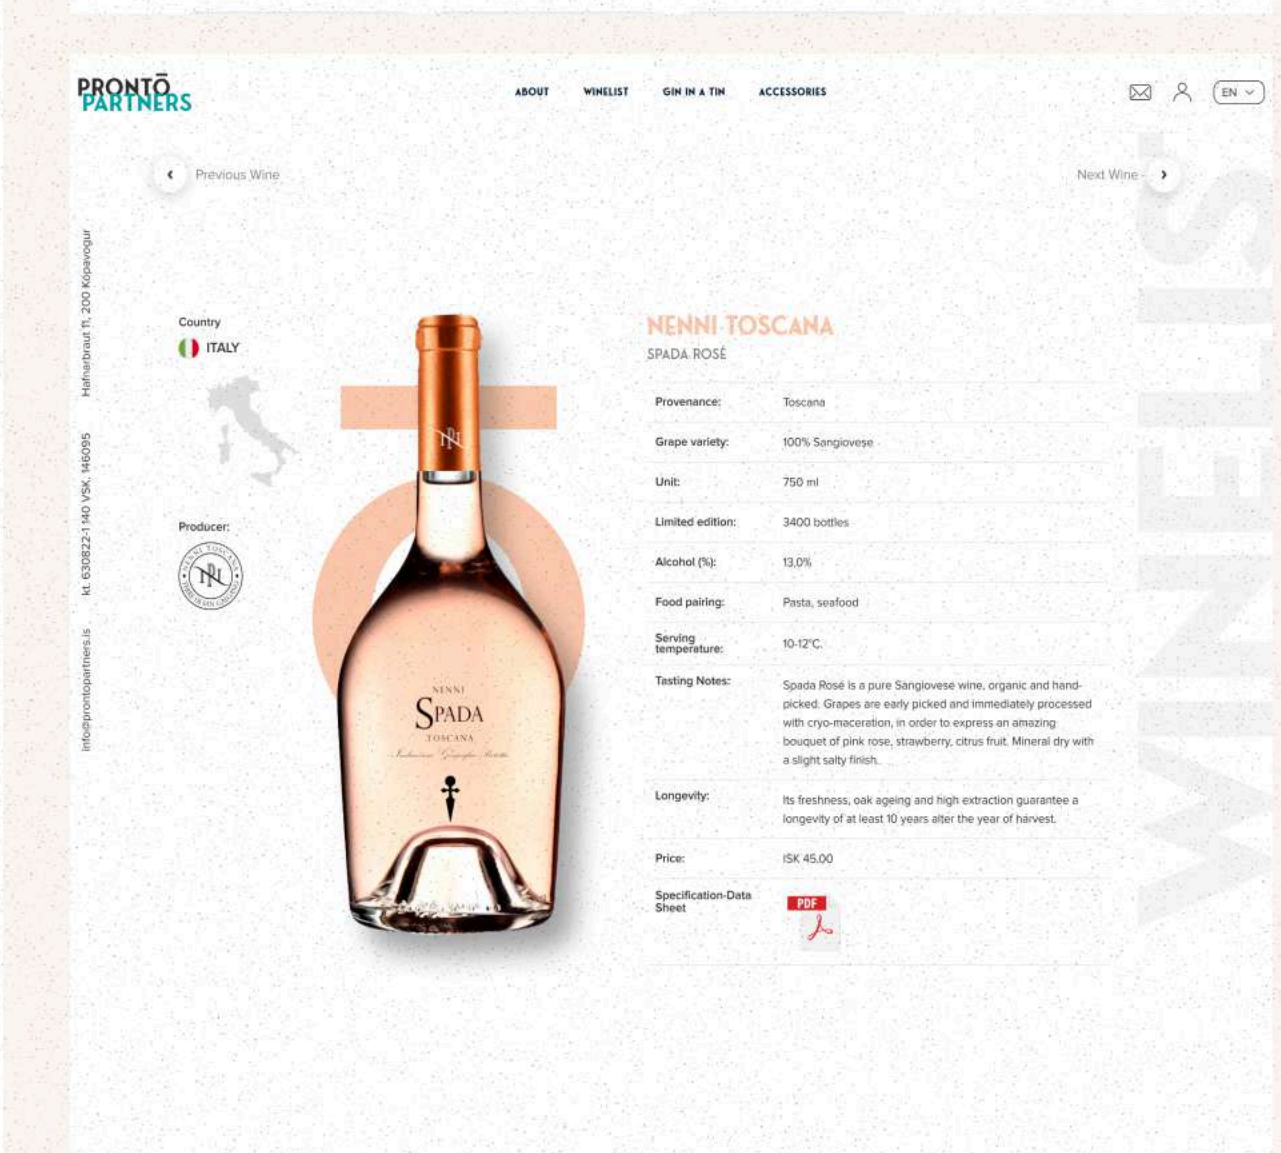 PRONTŌ
PARTNERS
ABOUT
WINELIST
GIN IN A TIN
ACCESSORIES
EN
Previous Wine
Next Wine
Hafnarbraut 11, 200 Kópavogur
kt. 630822-1 140 VSK. 146095
info@prontopartners.is
WINELIST
Country
ITALY
Producer:
NENNI TOSCANA
NENNI
SPADA
TOSCANA
NENNI TOSCANA
SPADA ROSÉ
Provenance: Toscana
Grape variety: 100% Sangiovese
Unit: 750 ml
Limited edition: 3400 bottles
Alcohol (%): 13,0%
Food pairing: Pasta, seafood
Serving
temperature: 10-12°C.
Tasting Notes:
Spada Rosé is a pure Sangiovese wine, organic and hand-
picked. Grapes are early picked and immediately processed
with cryo-maceration, in order to express an amazing
bouquet of pink rose, strawberry, citrus fruit. Mineral dry with
a slight salty finish.
Longevity:
Its freshness, oak ageing and high extraction guarantee a
longevity of at least 10 years alter the year of harvest.
Price: ISK 45.00
Specification-Data
Sheet
PDF